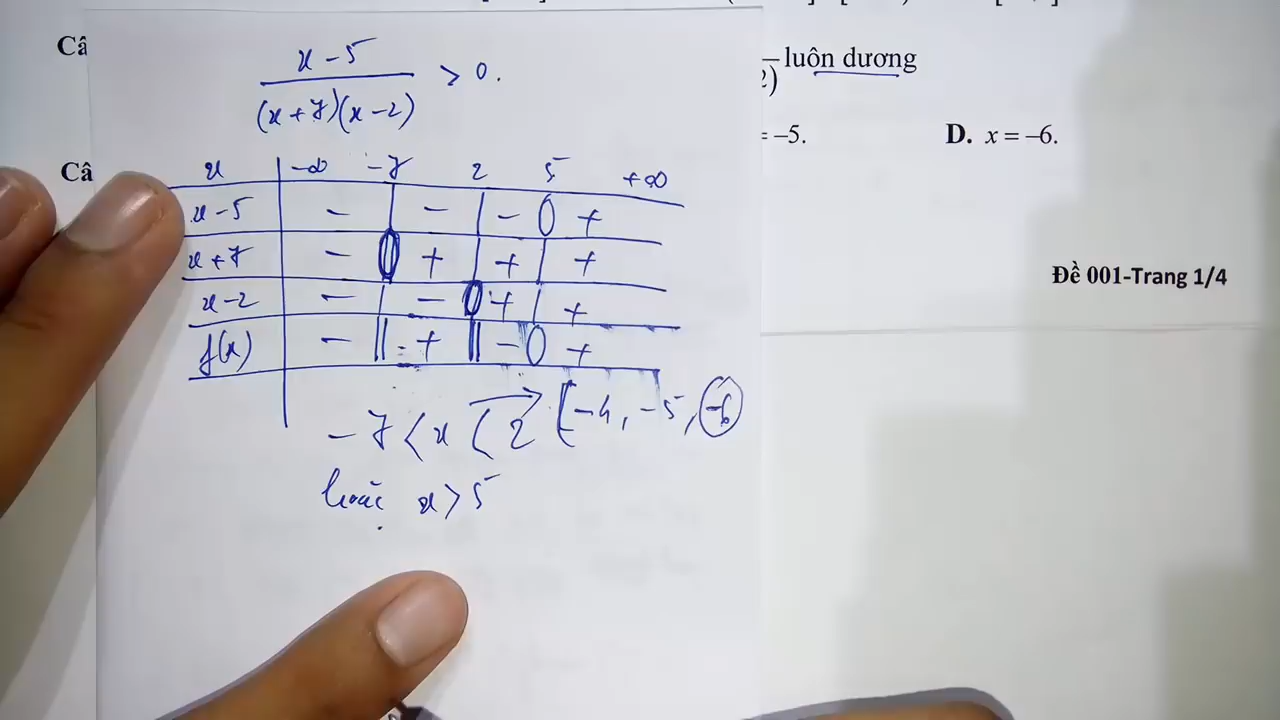 Câ
x - 5
(x + 7)(x - 2) > 0.
2) luôn dương
= –5. D. x = –6.
Câ
x -∞ -7 2 5 +∞
x - 5 - - - 0 +
x + 7 - 0 + + +
x - 2 - - 0 + +
f(x) - || + || - 0 +
Đề 001-Trang 1/4
-7 < x < 2 [-4, -5, -6
hoặc x > 5